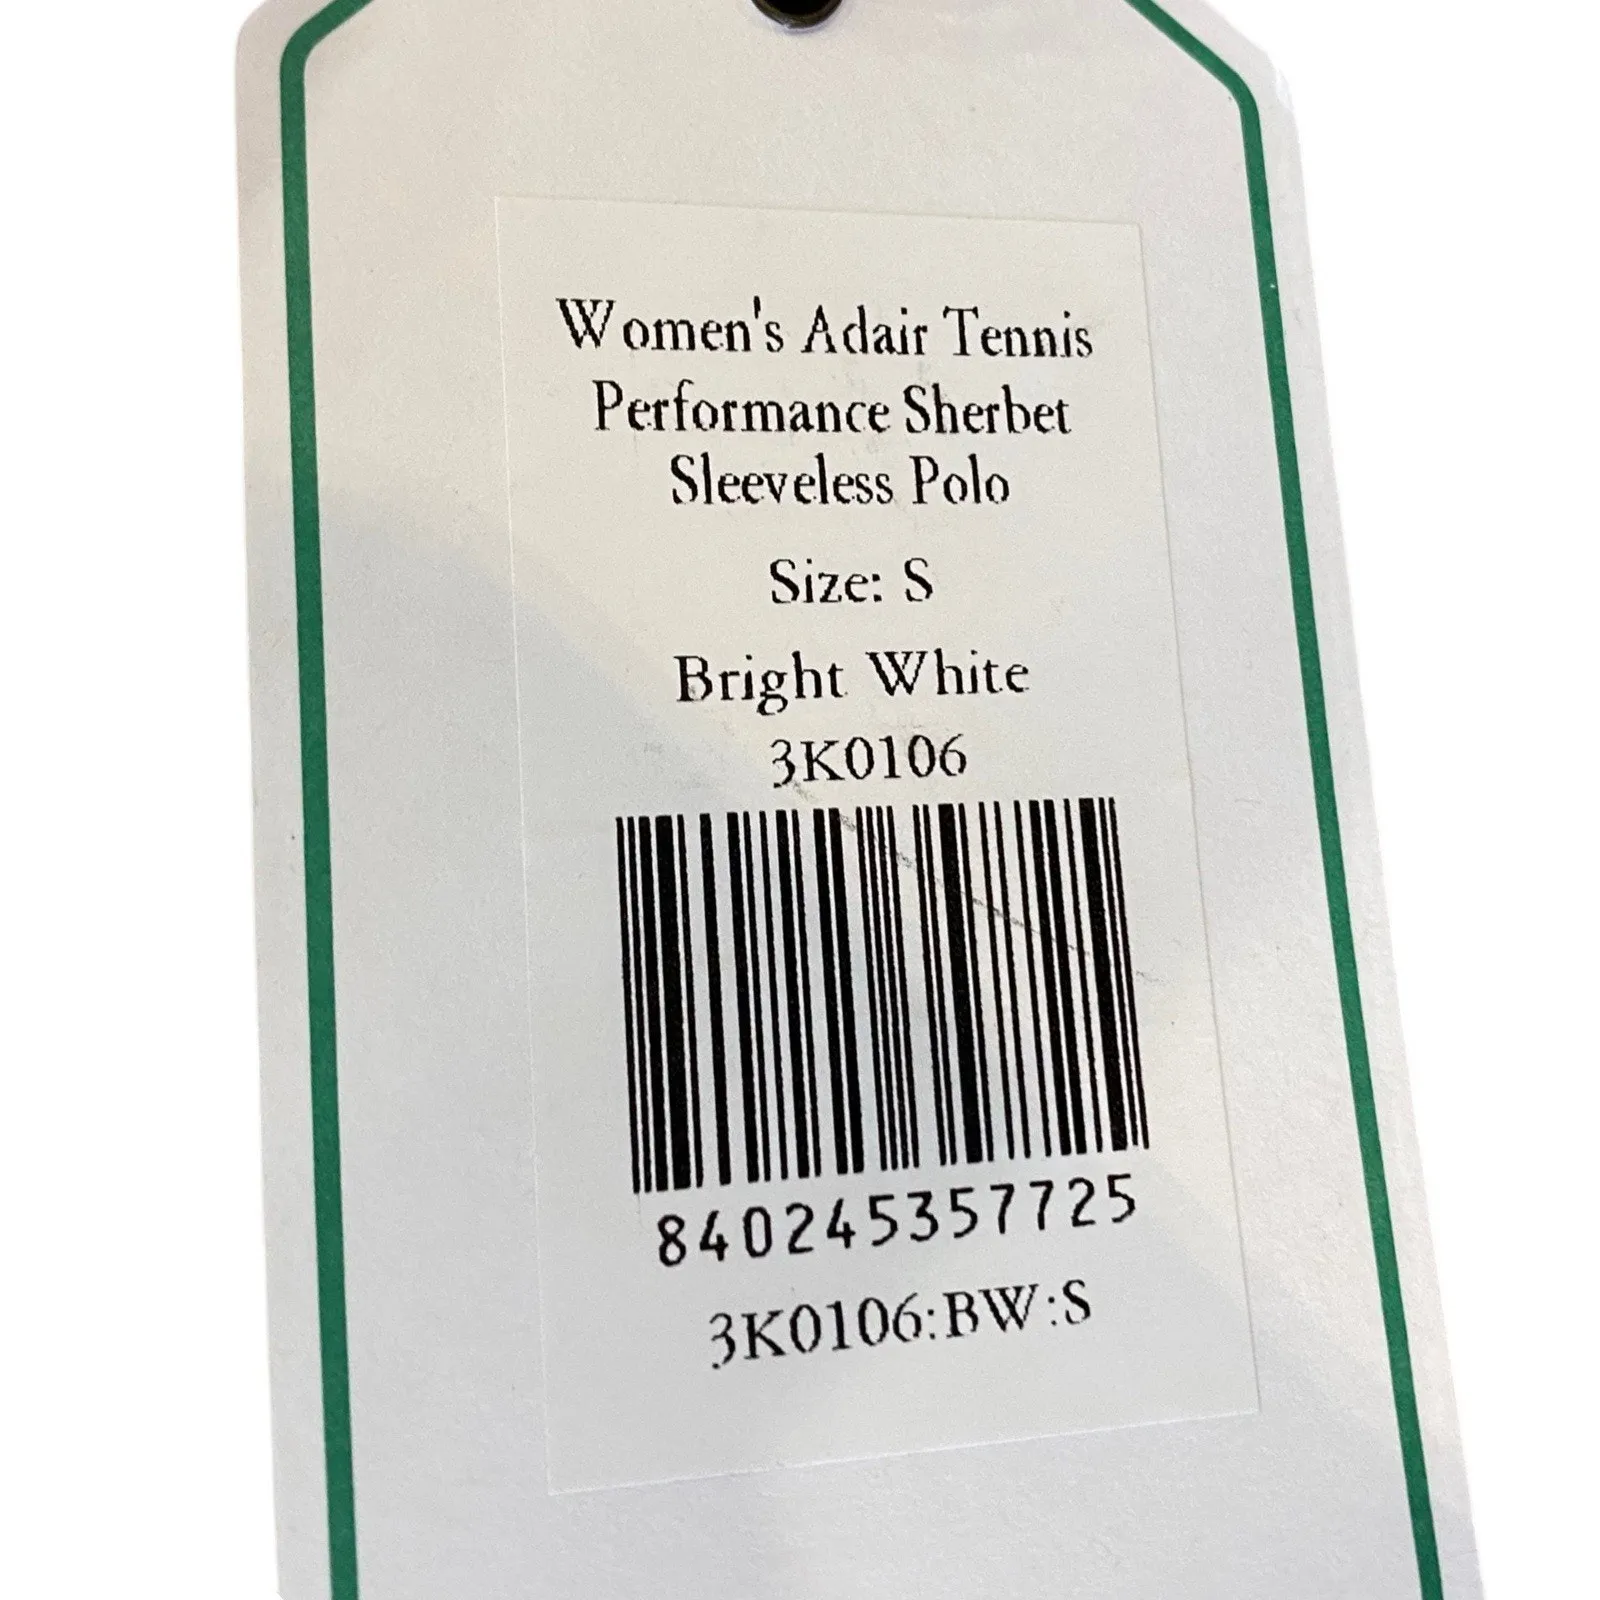 Women's Adair Tennis
Performance Sherbet
Sleeveless Polo
Size: S
Bright White
3K0106
840245357725
3K0106:BW:S